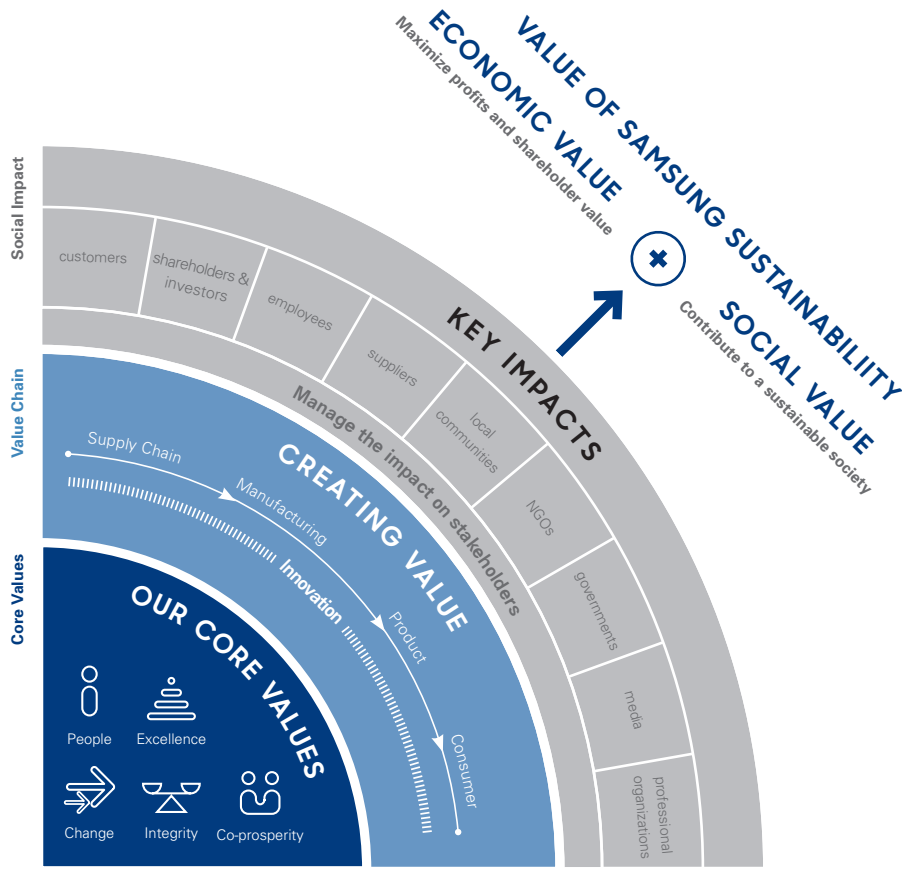 VALUE OF SAMSUNG SUSTAINABILIITY
ECONOMIC VALUE
Maximize profits and shareholder value
SOCIAL VALUE
Contribute to a sustainable society
Social Impact
KEY IMPACTS
customers
shareholders &
investors
employees
suppliers
local
communities
NGOs
governments
media
professional
organizations
Manage the impact on stakeholders
Value Chain
CREATING VALUE
Supply Chain
Manufacturing
Product
Consumer
Innovation
Core Values
OUR CORE VALUES
People
Excellence
Change
Integrity
Co-prosperity